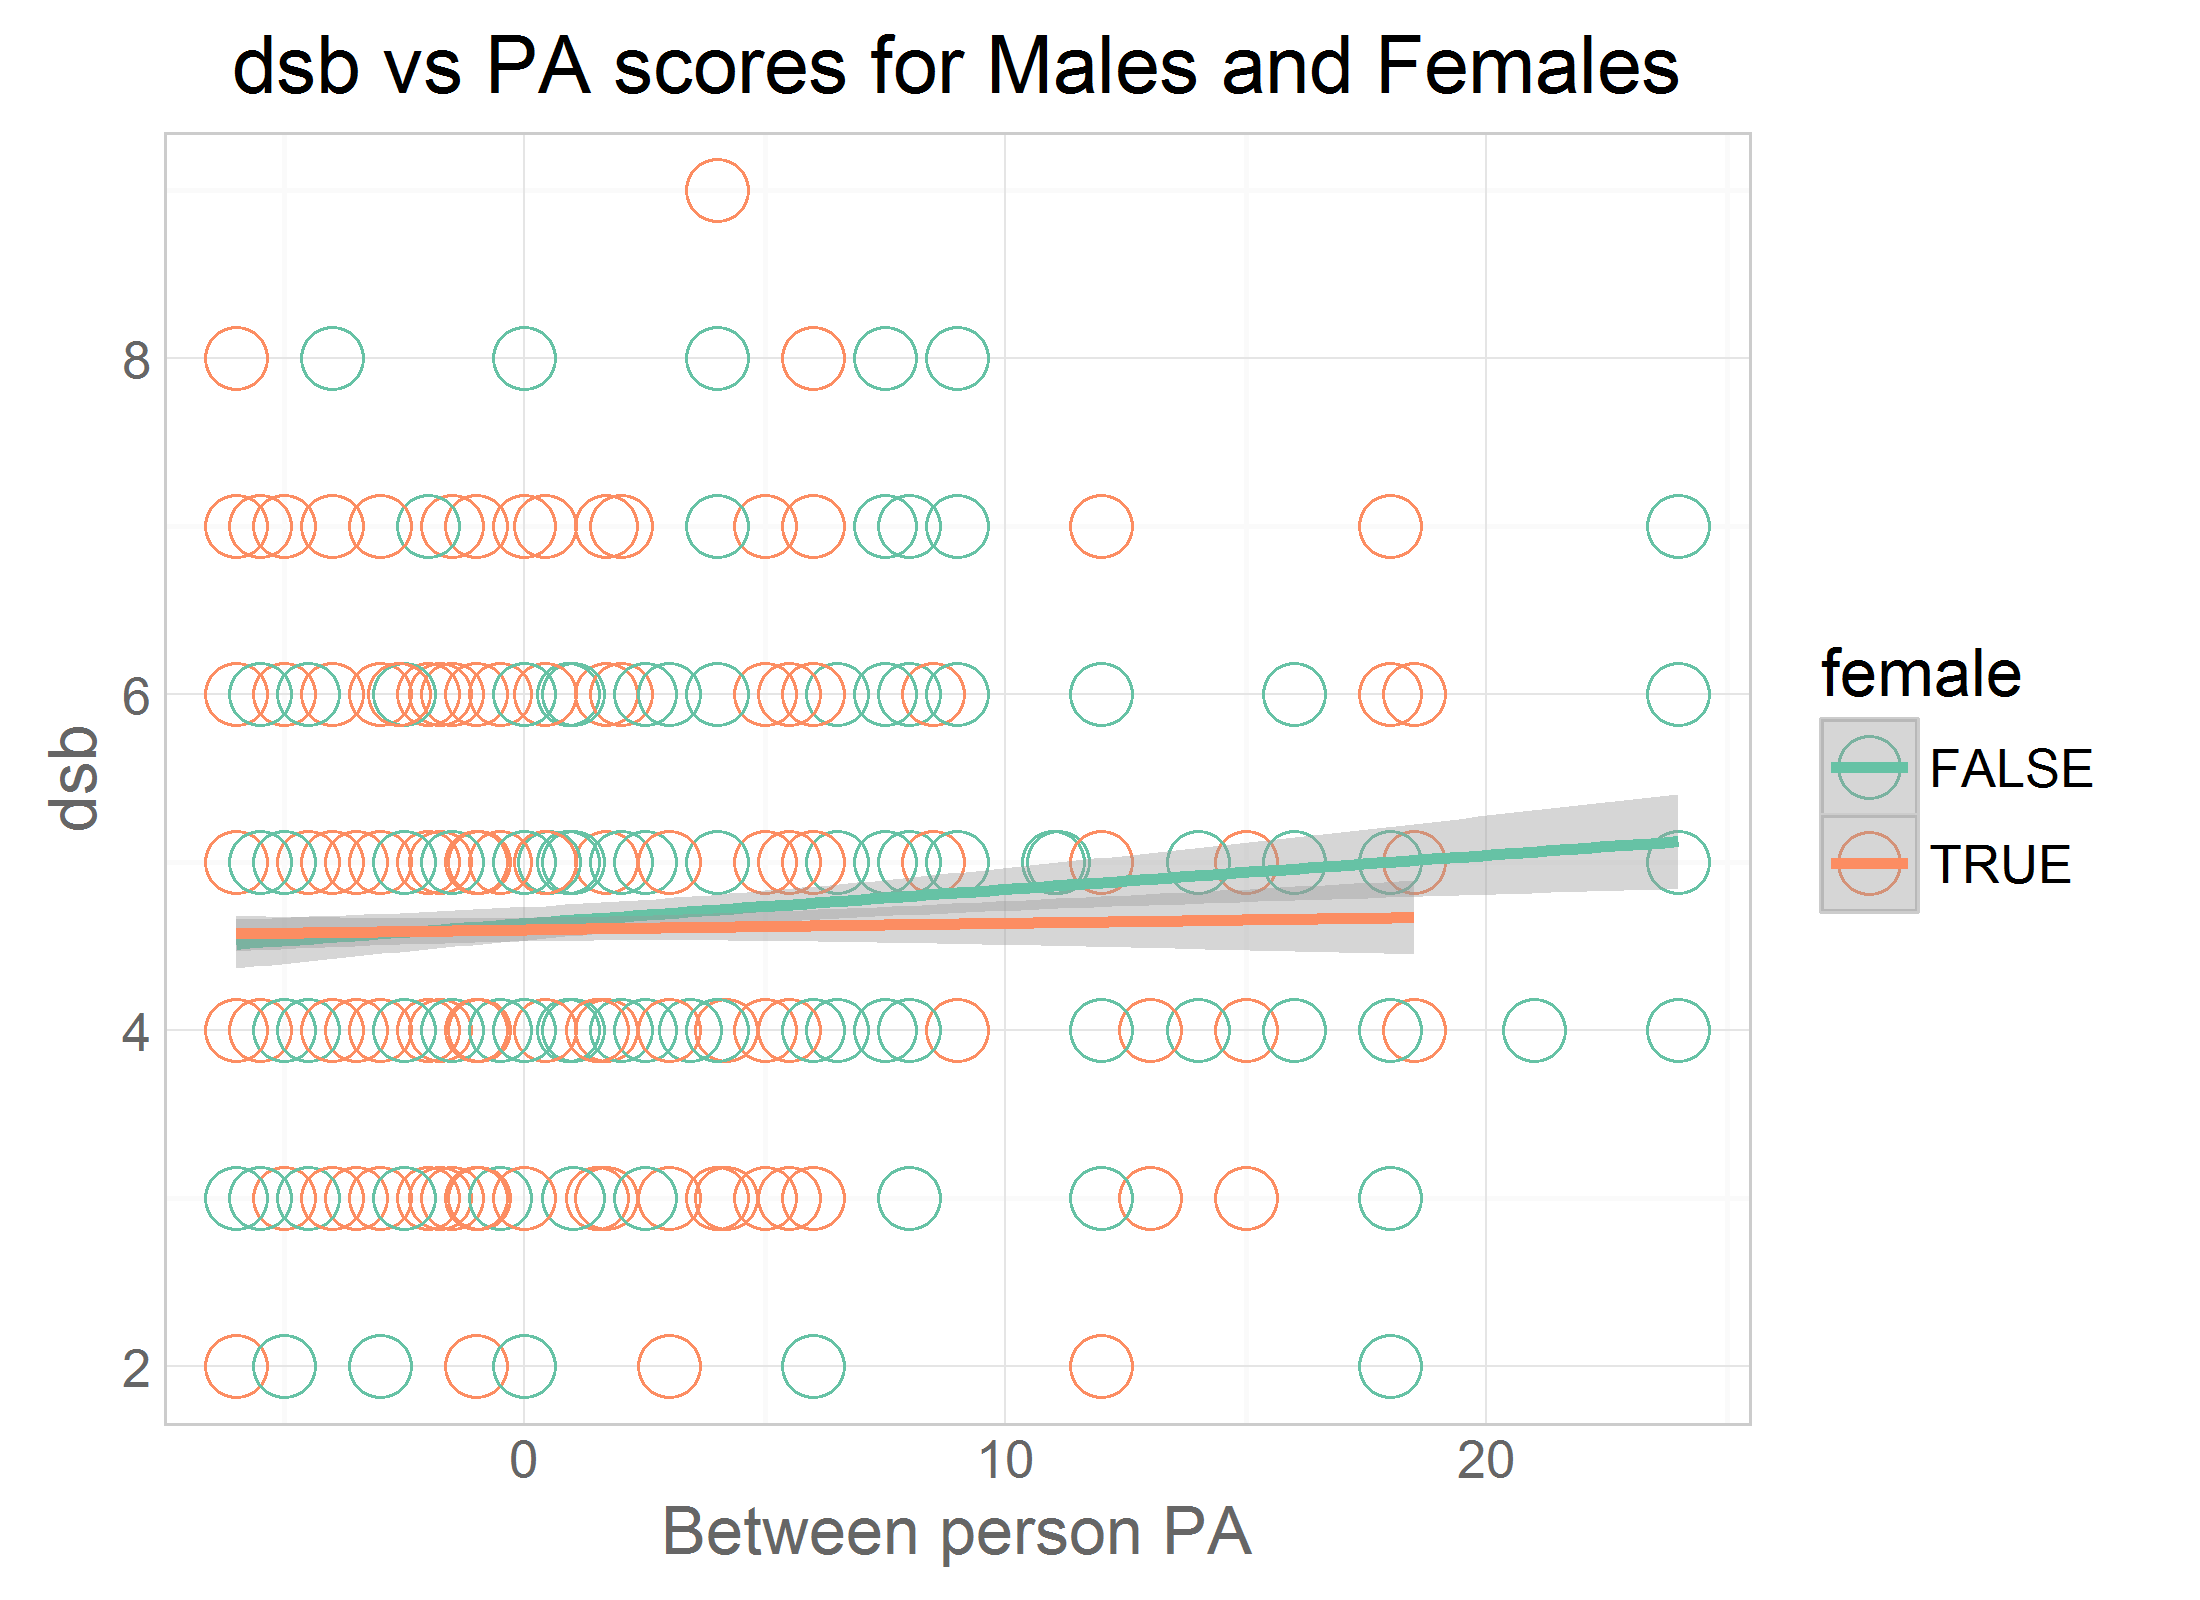 dsb vs PA scores for Males and Females
8
6
4
2
dsb
0 10 20
Between person PA
female
FALSE
TRUE